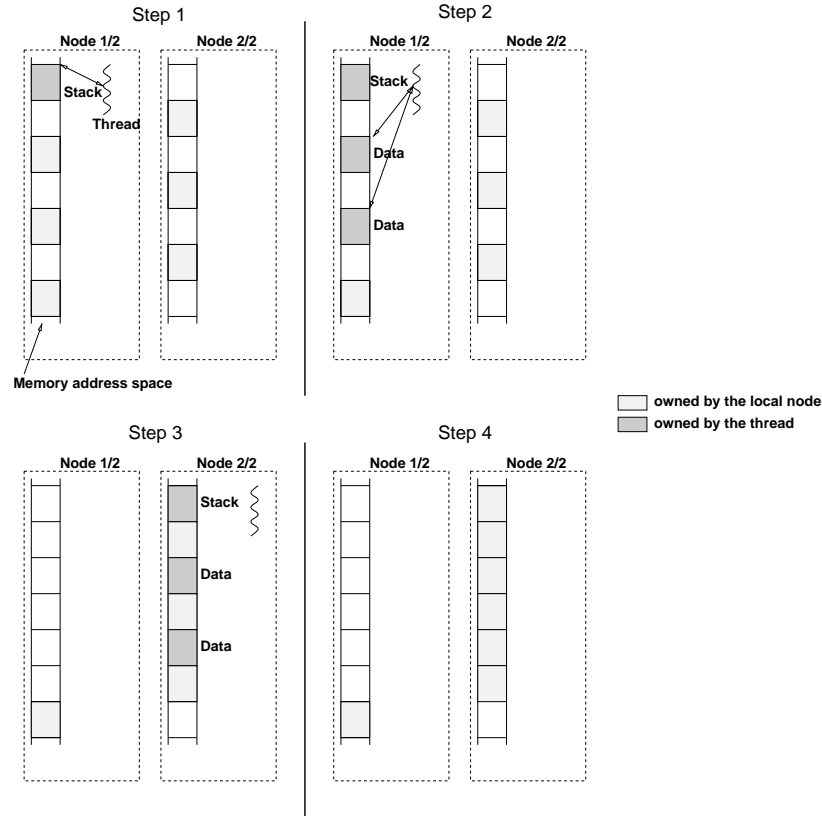 Step 1
Node 1/2
Node 2/2
Stack
Thread
Memory address space
Step 2
Node 1/2
Node 2/2
Stack
Data
Data
owned by the local node
owned by the thread
Step 3
Node 1/2
Node 2/2
Stack
Data
Data
Step 4
Node 1/2
Node 2/2